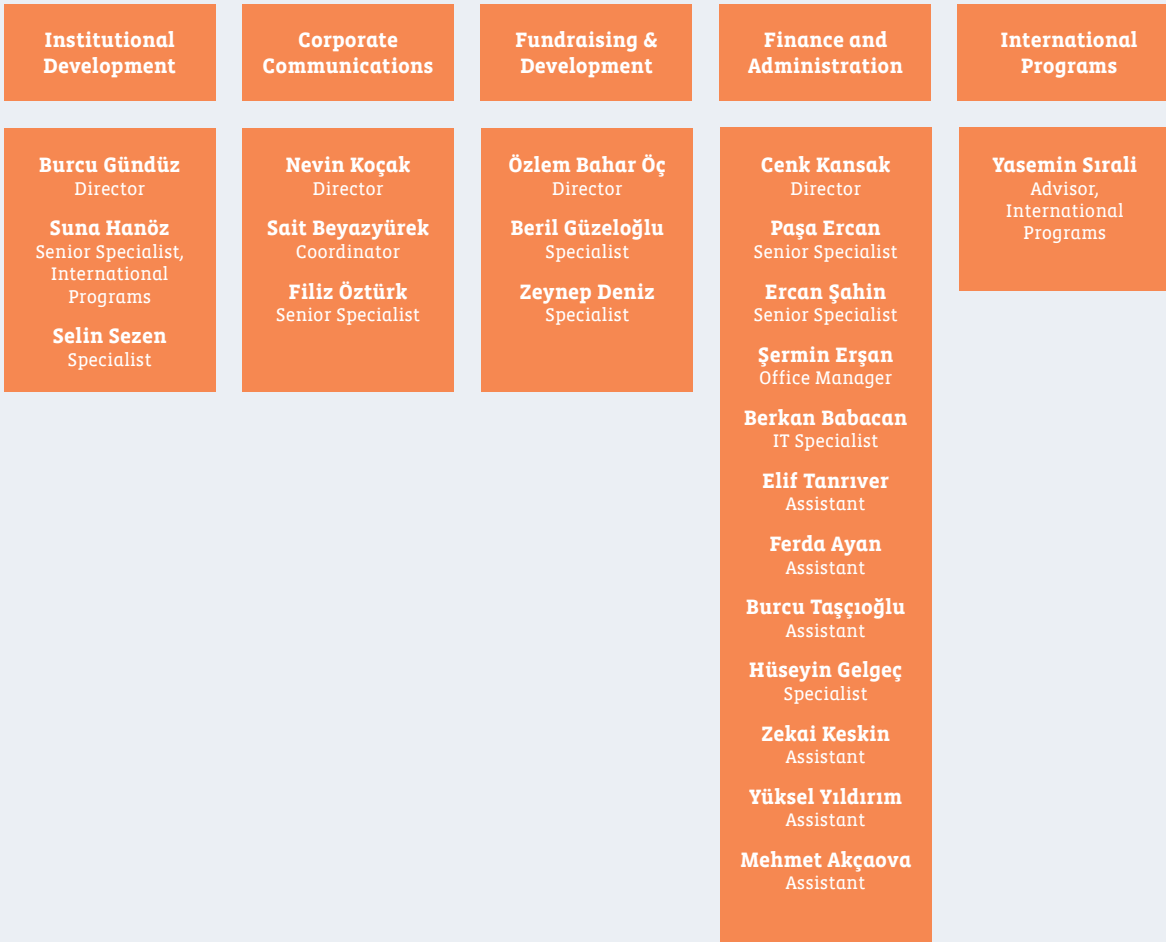 Institutional
Development
Corporate
Communications
Fundraising &
Development
Finance and
Administration
International
Programs
Burcu Gündüz
Director
Suna Hanöz
Senior Specialist,
International
Programs
Selin Sezen
Specialist
Nevin Koçak
Director
Sait Beyazyürek
Coordinator
Filiz Öztürk
Senior Specialist
Özlem Bahar Öç
Director
Beril Güzeloğlu
Specialist
Zeynep Deniz
Specialist
Cenk Kansak
Director
Paşa Ercan
Senior Specialist
Ercan Şahin
Senior Specialist
Şermin Erşan
Office Manager
Berkan Babacan
IT Specialist
Elif Tanrıver
Assistant
Ferda Ayan
Assistant
Burcu Taşçıoğlu
Assistant
Hüseyin Gelgeç
Specialist
Zekai Keskin
Assistant
Yüksel Yıldırım
Assistant
Mehmet Akçaova
Assistant
Yasemin Sırali
Advisor,
International
Programs